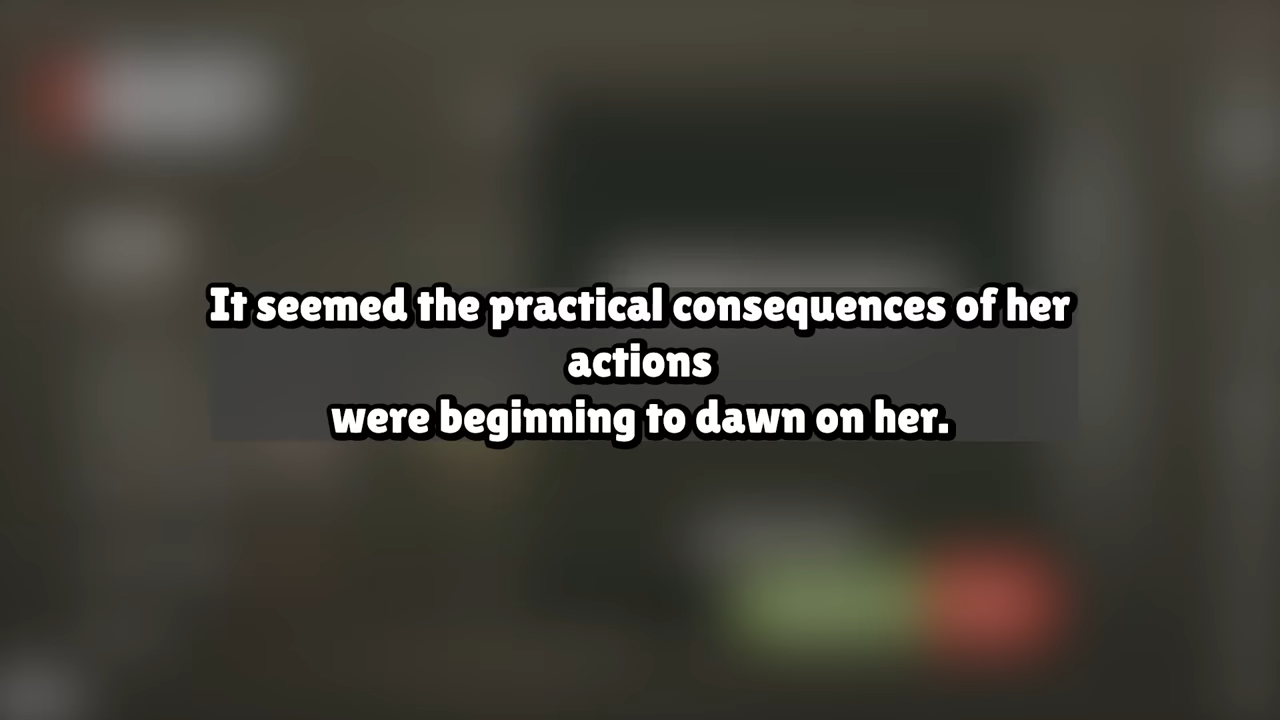 It seemed the practical consequences of her
actions
were beginning to dawn on her.